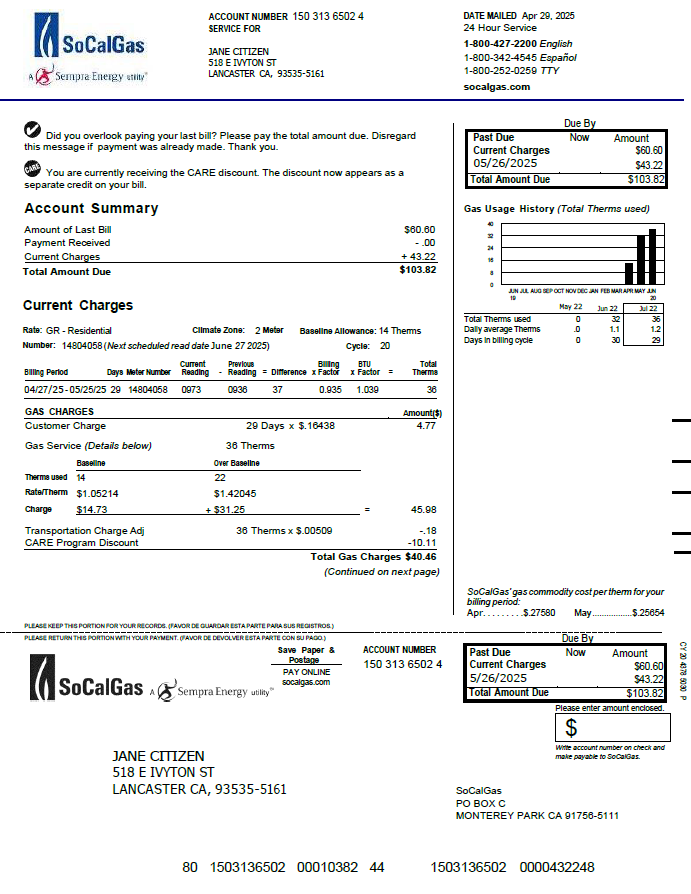 SoCalGas
A Sempra Energy utility™
ACCOUNT NUMBER 150 313 6502 4
SERVICE FOR
JANE CITIZEN
518 E IVYTON ST
LANCASTER CA, 93535-5161
DATE MAILED Apr 29, 2025
24 Hour Service
1-800-427-2200 English
1-800-342-4545 Español
1-800-252-0259 TTY
socalgas.com
Did you overlook paying your last bill? Please pay the total amount due. Disregard
this message if payment was already made. Thank you.
CARE You are currently receiving the CARE discount. The discount now appears as a
separate credit on your bill.
Due By
Past Due Now Amount
Current Charges $60.60
05/26/2025 $43.22
Total Amount Due $103.82
Account Summary
Amount of Last Bill $60.60
Payment Received - .00
Current Charges + 43.22
Total Amount Due $103.82
Gas Usage History (Total Therms used)
40
32
24
16
8
0
JUN JUL AUG SEP OCT NOV DEC JAN FEB MAR APR MAY JUN
19 20
May 22 Jun 22 Jul 22
Total Therms used 0 32 36
Daily average Therms .0 1.1 1.2
Days in billing cycle 0 30 29
Current Charges
Rate: GR - Residential Climate Zone: 2 Meter Baseline Allowance: 14 Therms
Number: 14804058 (Next scheduled read date June 27 2025) Cycle: 20
Billing Period Days Meter Number Current Reading - Previous Reading = Difference Billing x Factor BTU x Factor = Total Therms
04/27/25 - 05/25/25 29 14804058 0973 0936 37 0.935 1.039 36
GAS CHARGES Amount($)
Customer Charge 29 Days x $.16438 4.77
Gas Service (Details below) 36 Therms
Baseline Over Baseline
Therms used 14 22
Rate/Therm $1.05214 $1.42045
Charge $14.73 + $31.25 = 45.98
Transportation Charge Adj 36 Therms x $.00509 -.18
CARE Program Discount -10.11
Total Gas Charges $40.46
(Continued on next page)
SoCalGas' gas commodity cost per therm for your
billing period:
Apr.........$.27580 May...............$.25654
PLEASE KEEP THIS PORTION FOR YOUR RECORDS. (FAVOR DE GUARDAR ESTA PARTE PARA SUS REGISTROS.)
PLEASE RETURN THIS PORTION WITH YOUR PAYMENT. (FAVOR DE DEVOLVER ESTA PARTE CON SU PAGO.)
SoCalGas
A Sempra Energy utility™
Save Paper &
Postage
PAY ONLINE
socalgas.com
ACCOUNT NUMBER
150 313 6502 4
Due By
Past Due Now Amount
Current Charges $60.60
5/26/2025 $43.22
Total Amount Due $103.82
Please enter amount enclosed.
$
Write account number on check and
make payable to SoCalGas.
JANE CITIZEN
518 E IVYTON ST
LANCASTER CA, 93535-5161
SoCalGas
PO BOX C
MONTEREY PARK CA 91756-5111
80 1503136502 00010382 44 1503136502 0000432248